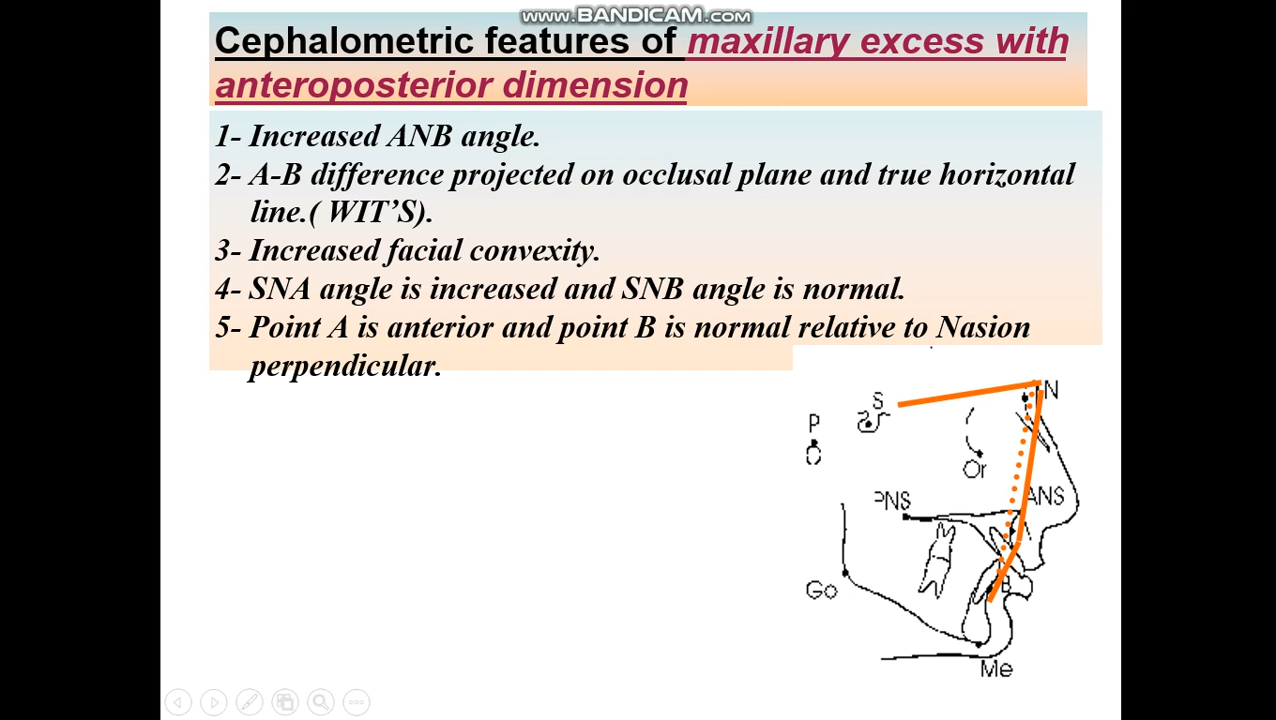 www.BANDICAM.com
Cephalometric features of maxillary excess with
anteroposterior dimension
1- Increased ANB angle.
2- A-B difference projected on occlusal plane and true horizontal
line.( WIT’S).
3- Increased facial convexity.
4- SNA angle is increased and SNB angle is normal.
5- Point A is anterior and point B is normal relative to Nasion
perpendicular.
N
S
P
Or
PNS
ANS
B
Go
Me